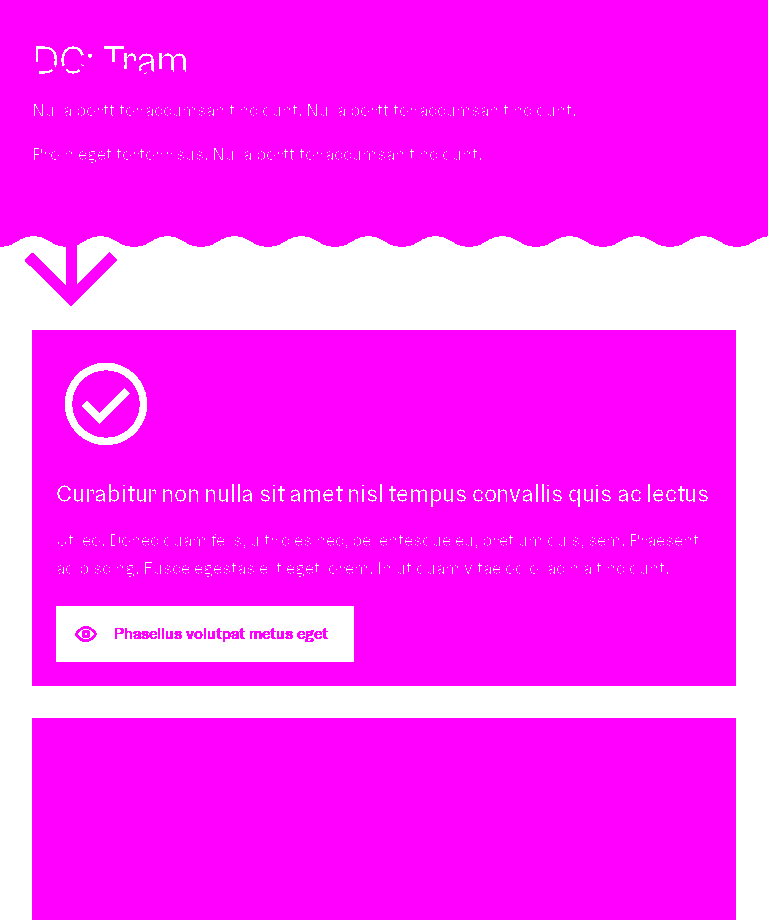 Tram
Nulla porttitor accumsan tincidunt. Nulla porttitor accumsan tincidunt.
Proin eget tortor risus. Nulla porttitor accumsan tincidunt.
Curabitur non nulla sit amet nisl tempus convallis quis ac lectus
Ut leo. Donec quam felis, ultricies nec, pellentesque eu, pretium quis, sem. Praesent
adipiscing. Fusce egestas elit eget lorem. In ut quam vitae odio lacinia tincidunt.
Phasellus volutpat metus eget